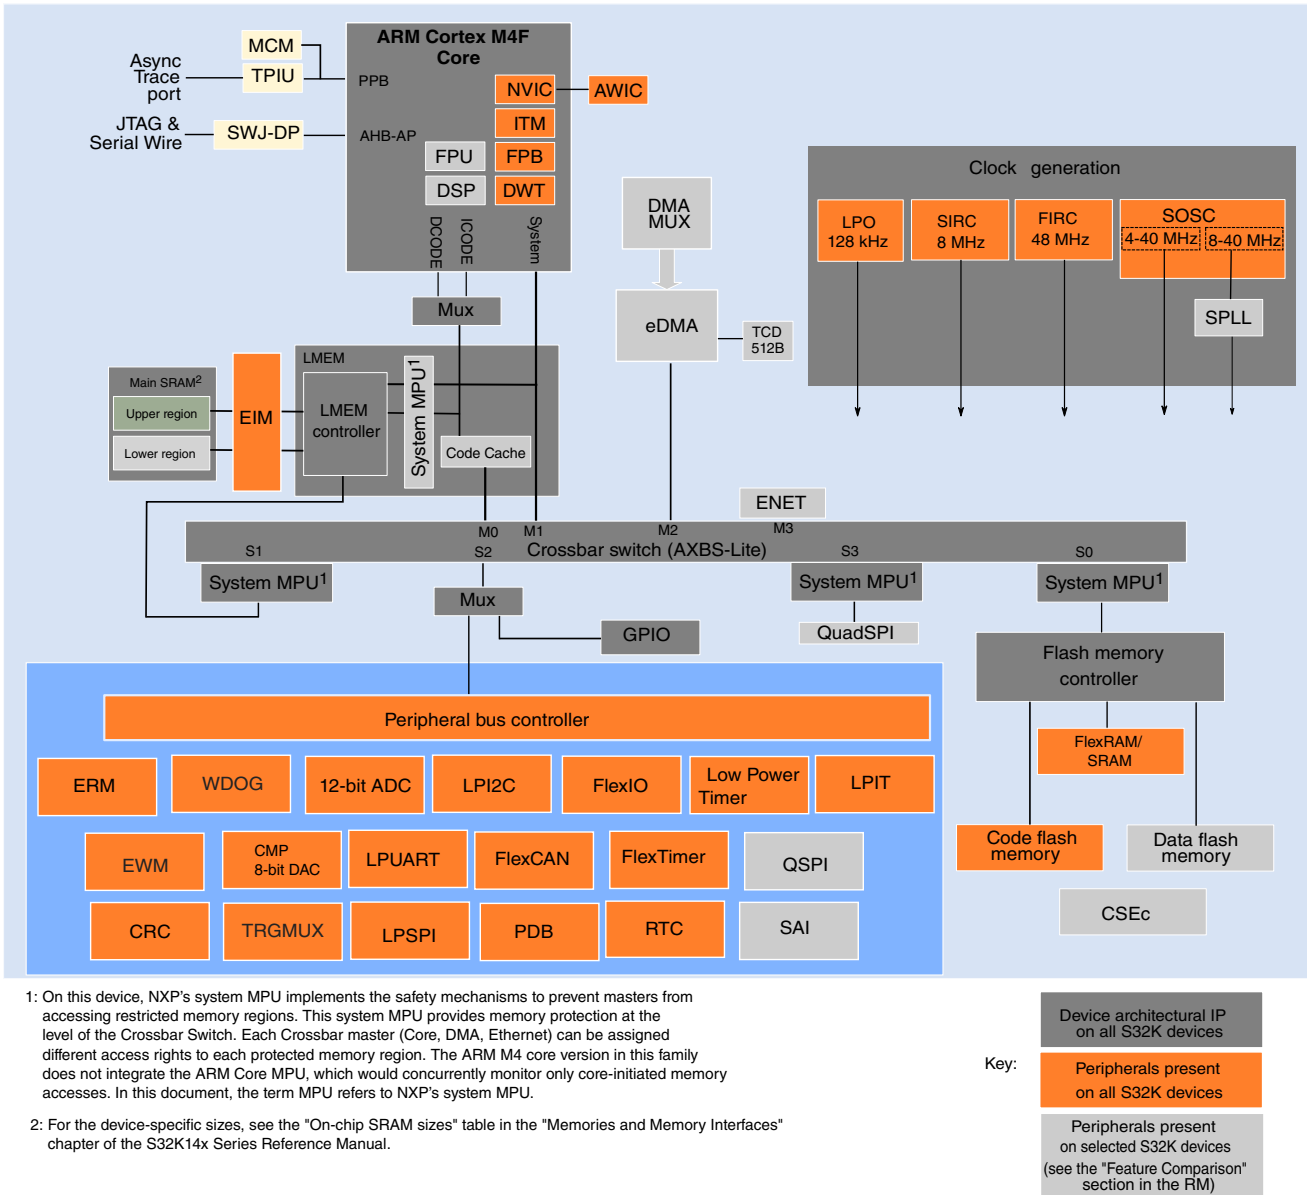 ARM Cortex M4F
Core
MCM
TPIU
Async
Trace
port
PPB
JTAG &
Serial Wire
SWJ-DP
AHB-AP
NVIC
AWIC
ITM
FPU
FPB
DSP
DWT
DCODE
ICODE
System
Mux
DMA
MUX
eDMA
TCD
512B
Clock generation
LPO
128 kHz
SIRC
8 MHz
FIRC
48 MHz
SOSC
4-40 MHz
8-40 MHz
SPLL
Main SRAM2
Upper region
Lower region
EIM
LMEM
LMEM
controller
System MPU1
Code Cache
ENET
M0
M1
M2
M3
Crossbar switch (AXBS-Lite)
S1
S2
S3
S0
System MPU1
System MPU1
System MPU1
Mux
GPIO
QuadSPI
Flash memory
controller
FlexRAM/
SRAM
Code flash
memory
Data flash
memory
CSEc
Peripheral bus controller
ERM
WDOG
12-bit ADC
LPI2C
FlexIO
Low Power
Timer
LPIT
EWM
CMP
8-bit DAC
LPUART
FlexCAN
FlexTimer
QSPI
CRC
TRGMUX
LPSPI
PDB
RTC
SAI
1: On this device, NXP's system MPU implements the safety mechanisms to prevent masters from
accessing restricted memory regions. This system MPU provides memory protection at the
level of the Crossbar Switch. Each Crossbar master (Core, DMA, Ethernet) can be assigned
different access rights to each protected memory region. The ARM M4 core version in this family
does not integrate the ARM Core MPU, which would concurrently monitor only core-initiated memory
accesses. In this document, the term MPU refers to NXP's system MPU.
2: For the device-specific sizes, see the "On-chip SRAM sizes" table in the "Memories and Memory Interfaces"
chapter of the S32K14x Series Reference Manual.
Key:
Device architectural IP
on all S32K devices
Peripherals present
on all S32K devices
Peripherals present
on selected S32K devices
(see the "Feature Comparison"
section in the RM)